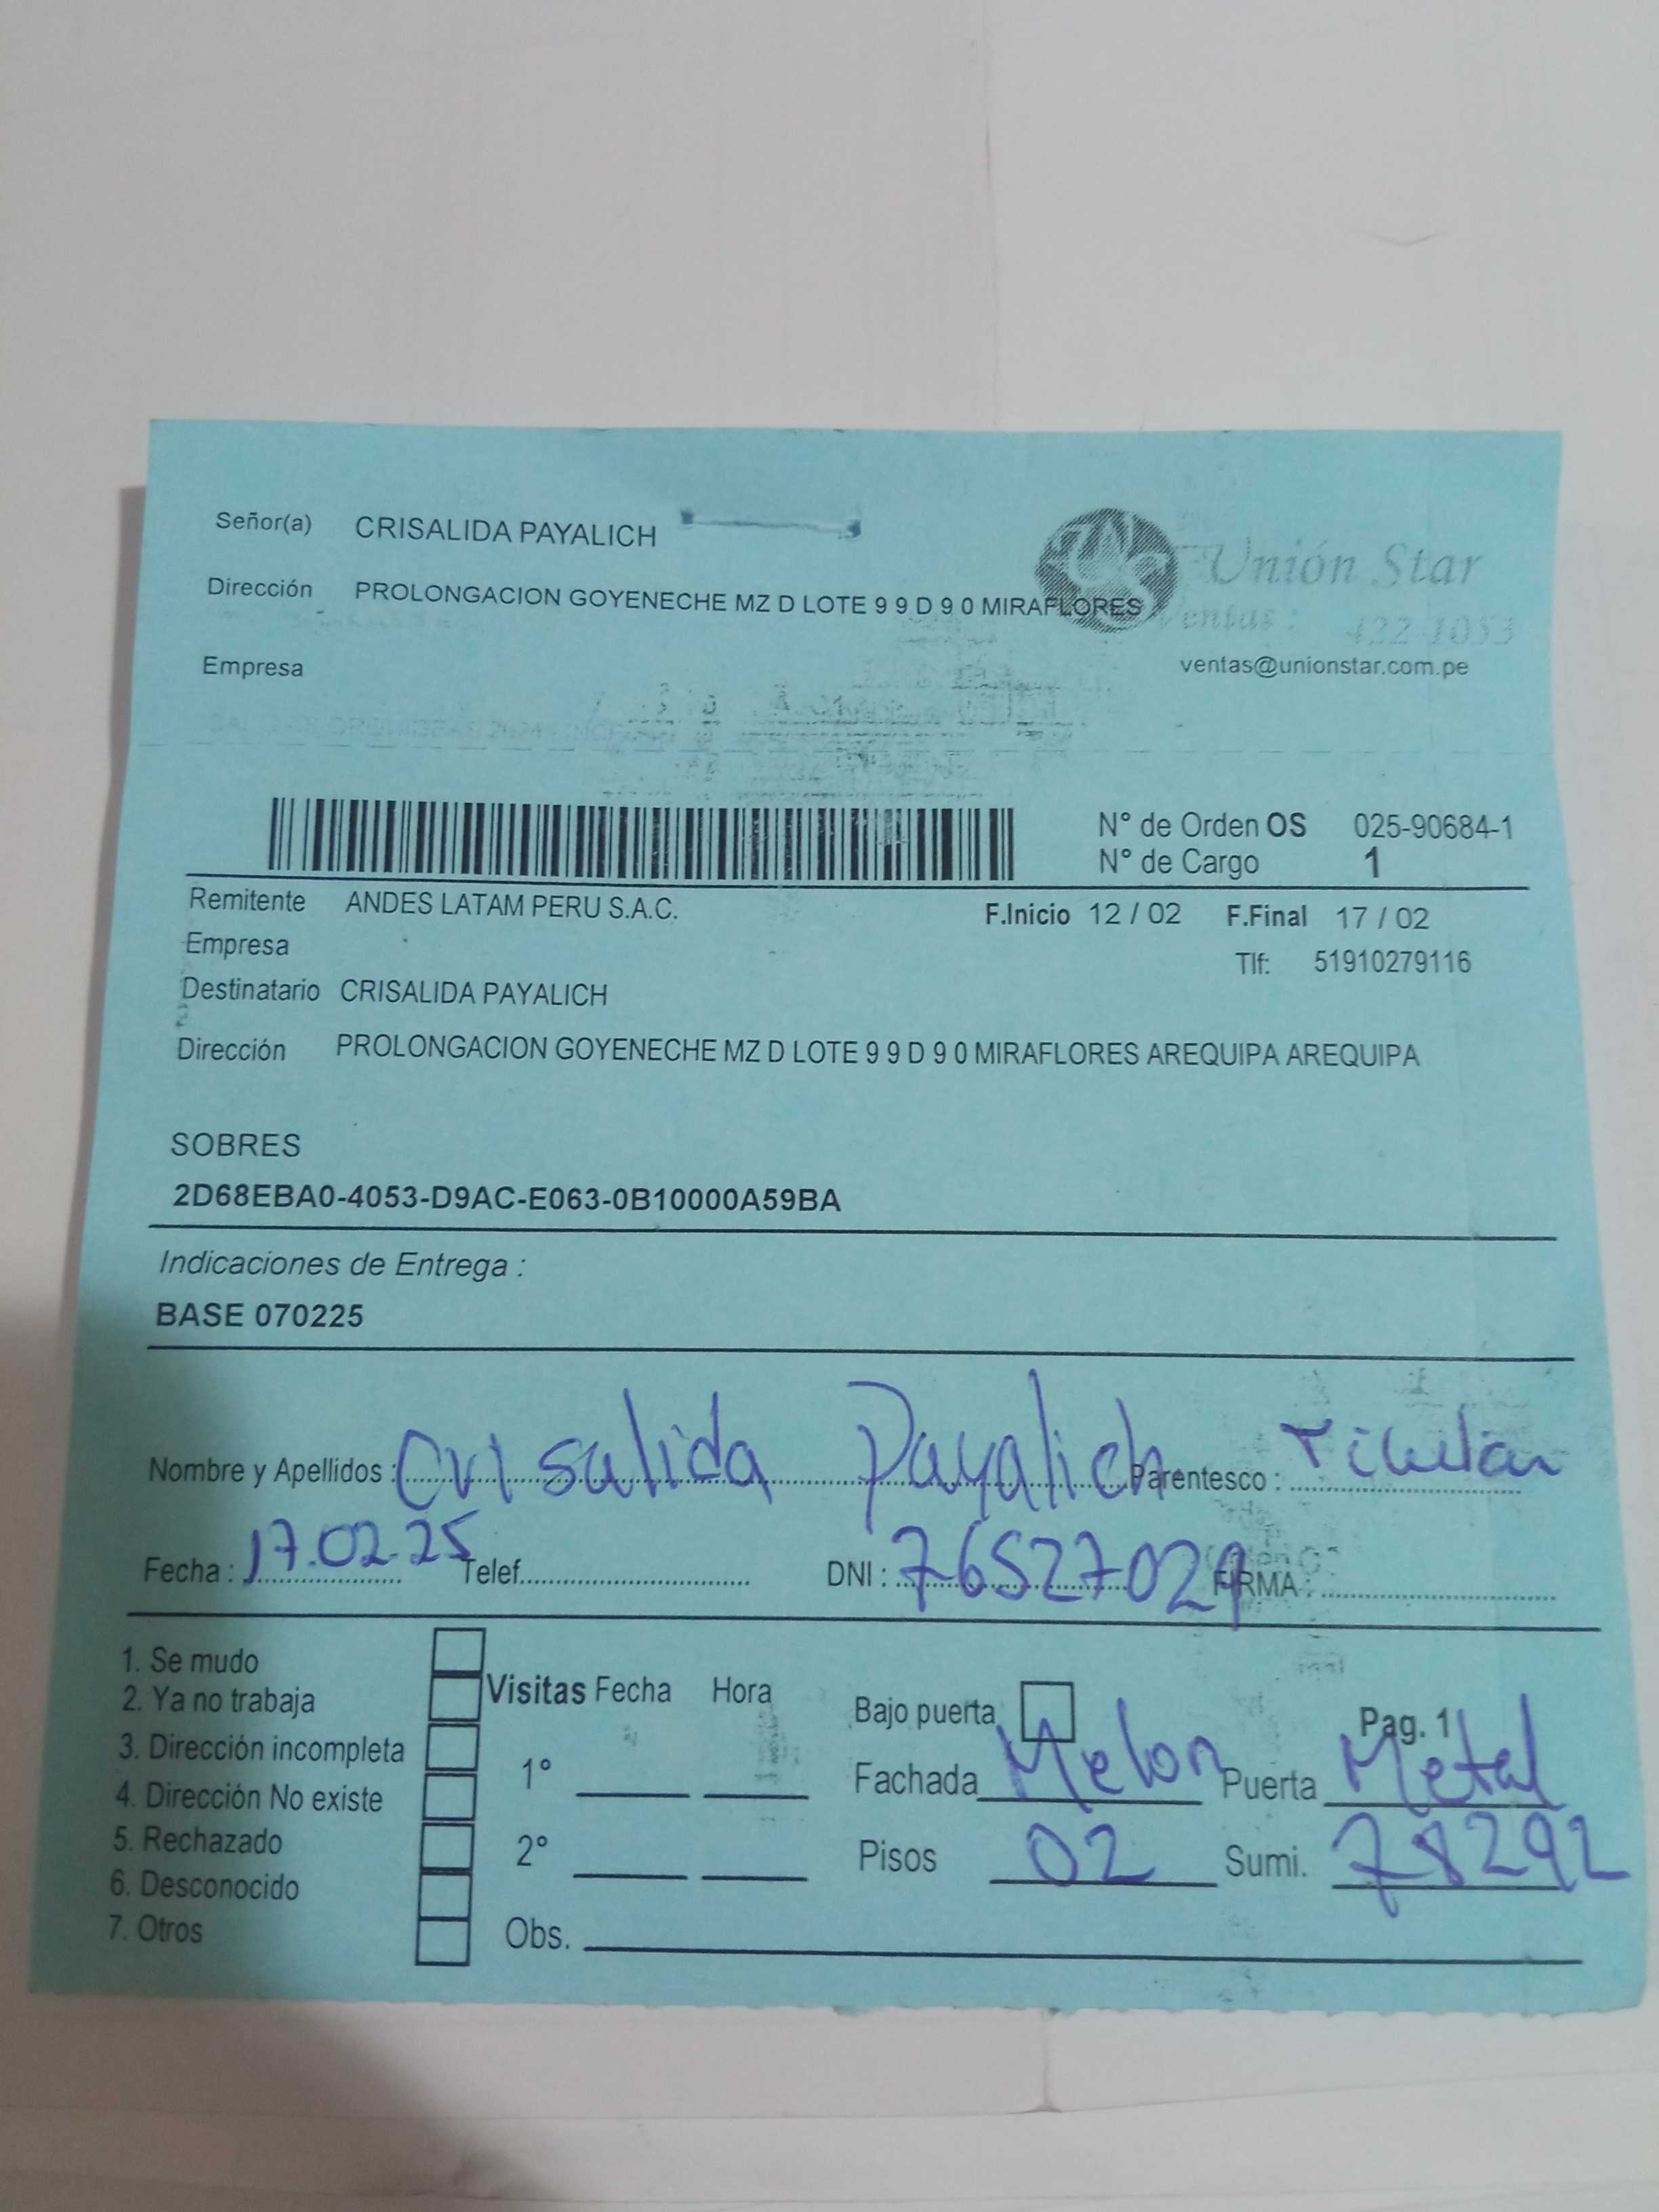 Señor(a) CRISALIDA PAYALICH
Unión Star
Dirección PROLONGACION GOYENECHE MZ D LOTE 9 9 D 9 0 MIRAFLORES
Ventas : 422-1053
Empresa
ventas@unionstar.com.pe
N° de Orden OS 025-90684-1
N° de Cargo 1
Remitente ANDES LATAM PERU S.A.C. F.Inicio 12 / 02 F.Final 17 / 02
Empresa
Tlf: 51910279116
Destinatario CRISALIDA PAYALICH
Dirección PROLONGACION GOYENECHE MZ D LOTE 9 9 D 9 0 MIRAFLORES AREQUIPA AREQUIPA
SOBRES
2D68EBA0-4053-D9AC-E063-0B10000A59BA
Indicaciones de Entrega :
BASE 070225
Nombre y Apellidos : Crisalida Payalich Parentesco : Titular
Fecha : 17.02.25 Telef. DNI : 76527029 FIRMA :
1. Se mudo
2. Ya no trabaja
3. Dirección incompleta
4. Dirección No existe
5. Rechazado
6. Desconocido
7. Otros
Visitas Fecha Hora
1°
2°
Obs.
Bajo puerta Pag. 1
Fachada Melon Puerta Metal
Pisos 02 Sumi. 78292